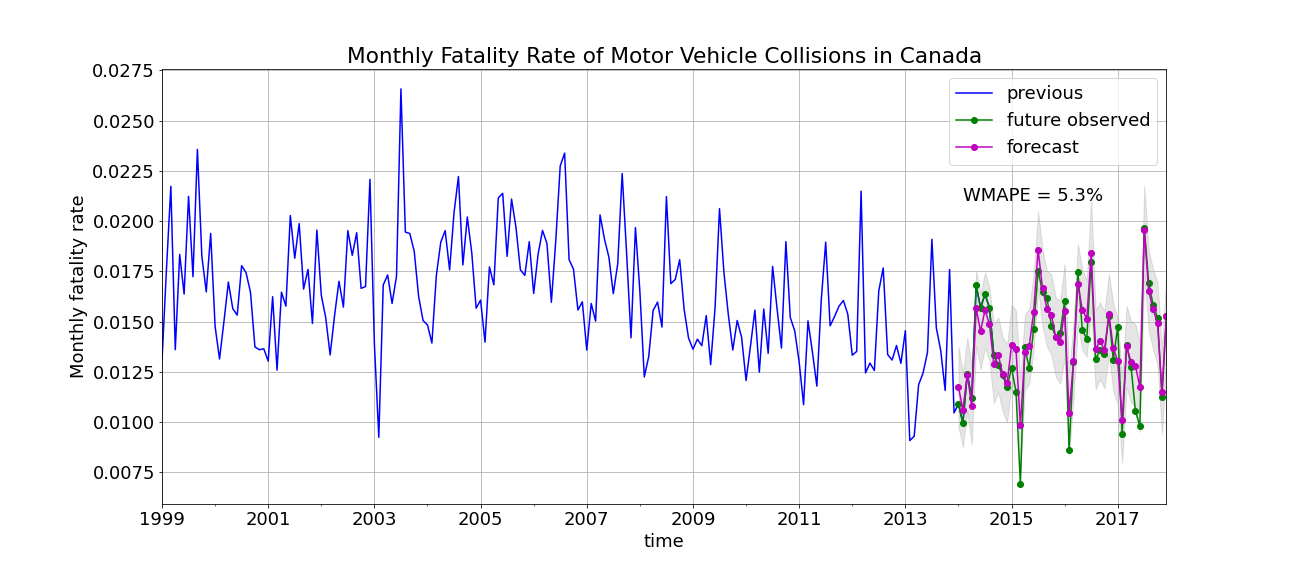 Monthly Fatality Rate of Motor Vehicle Collisions in Canada
0.0275
0.0250
0.0225
0.0200
0.0175
0.0150
0.0125
0.0100
0.0075
Monthly fatality rate
previous
future observed
forecast
WMAPE = 5.3%
1999 2001 2003 2005 2007 2009 2011 2013 2015 2017
time